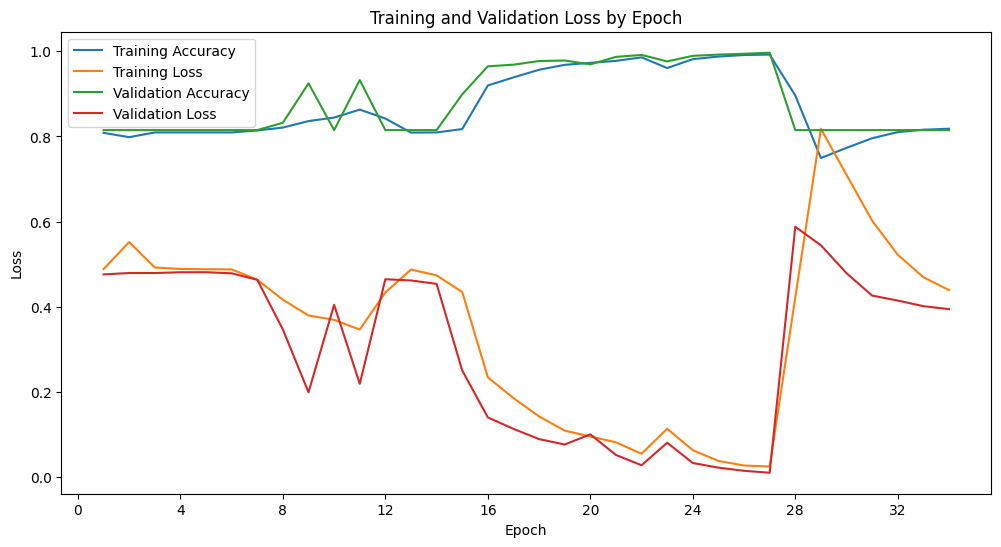 Training and Validation Loss by Epoch
Training Accuracy
Training Loss
Validation Accuracy
Validation Loss
1.0
0.8
0.6
0.4
0.2
0.0
Loss
0 4 8 12 16 20 24 28 32
Epoch